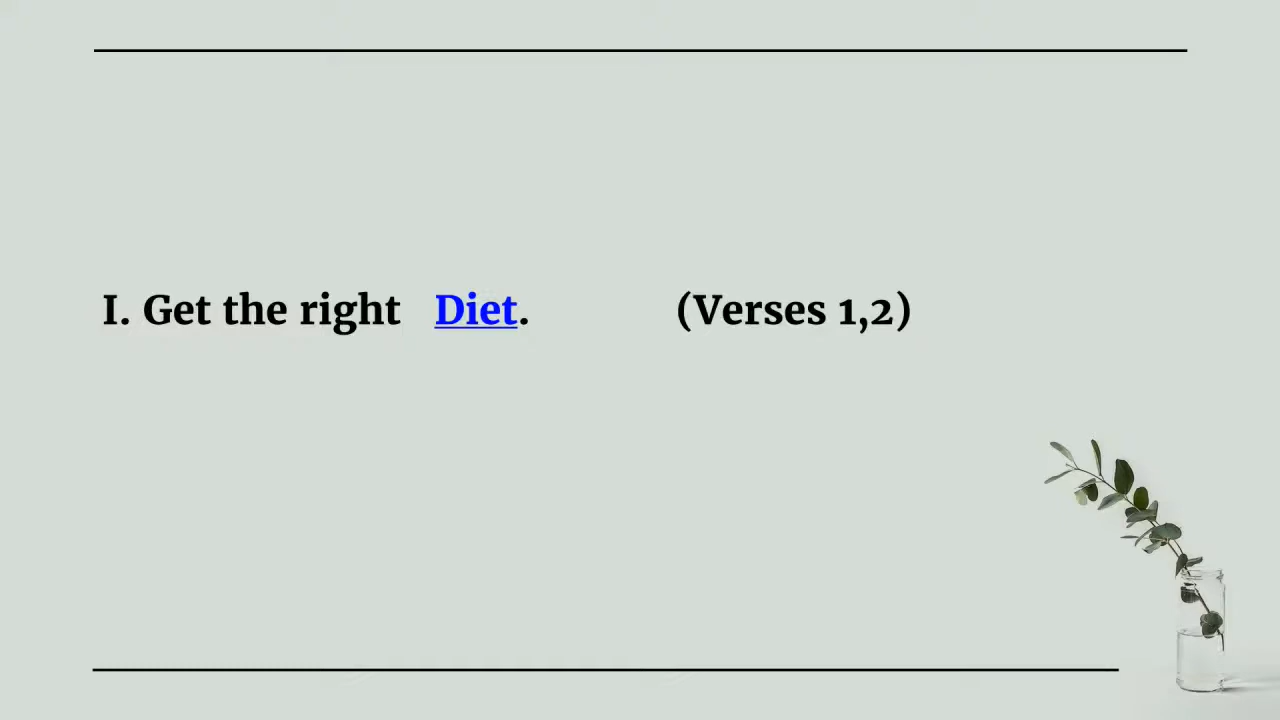 I. Get the right Diet. (Verses 1,2)